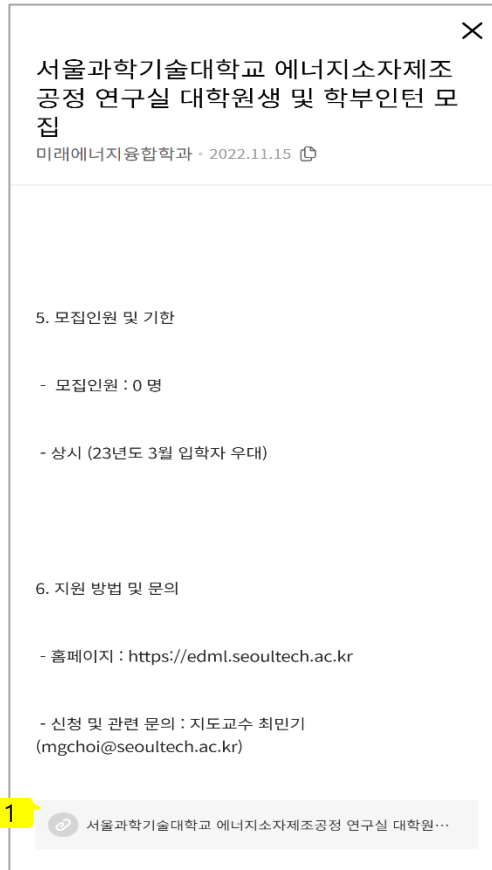 서울과학기술대학교 에너지소자제조
공정 연구실 대학원생 및 학부인턴 모
집
미래에너지융합학과 · 2022.11.15
5. 모집인원 및 기한
- 모집인원 : 0 명
- 상시 (23년도 3월 입학자 우대)
6. 지원 방법 및 문의
- 홈페이지 : https://edml.seoultech.ac.kr
- 신청 및 관련 문의 : 지도교수 최민기
(mgchoi@seoultech.ac.kr)
1
서울과학기술대학교 에너지소자제조공정 연구실 대학원…